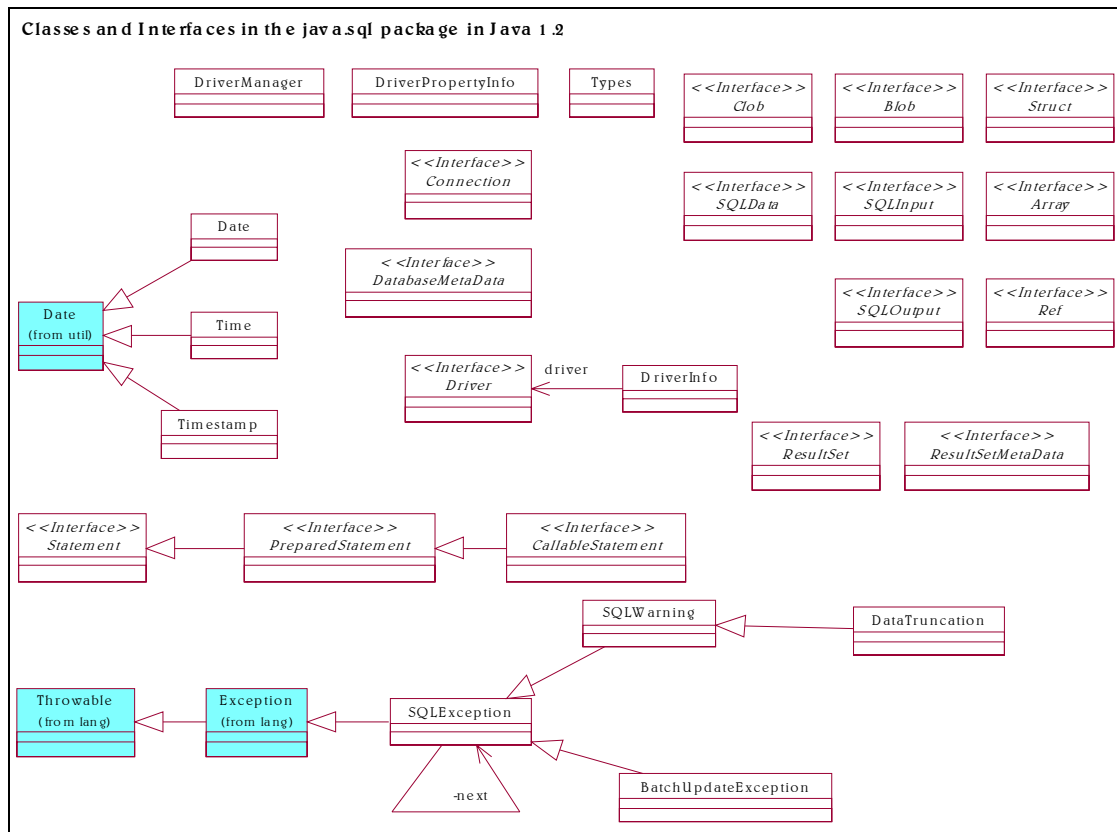 Classes and Interfaces in the java.sql package in Java 1.2
DriverManager
DriverPropertyInfo
Types
<<Interface>>
Clob
<<Interface>>
Blob
<<Interface>>
Struct
<<Interface>>
Connection
<<Interface>>
SQLData
<<Interface>>
SQLInput
<<Interface>>
Array
Date
<<Interface>>
DatabaseMetaData
<<Interface>>
SQLOutput
<<Interface>>
Ref
Date
(from util)
Time
<<Interface>>
Driver
driver
DriverInfo
Timestamp
<<Interface>>
ResultSet
<<Interface>>
ResultSetMetaData
<<Interface>>
Statement
<<Interface>>
PreparedStatement
<<Interface>>
CallableStatement
SQLWarning
DataTruncation
Throwable
(from lang)
Exception
(from lang)
SQLException
-next
BatchUpdateException